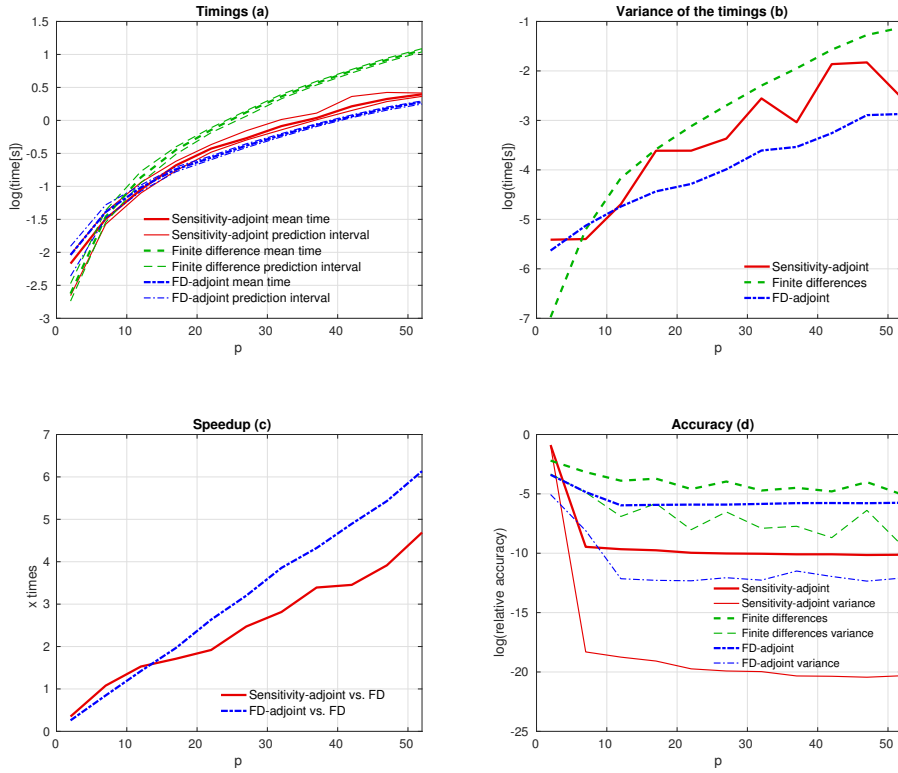 Timings (a)
log(time[s])
1.5
1
0.5
0
-0.5
-1
-1.5
-2
-2.5
-3
Sensitivity-adjoint mean time
Sensitivity-adjoint prediction interval
Finite difference mean time
Finite difference prediction interval
FD-adjoint mean time
FD-adjoint prediction interval
0 10 20 30 40 50
p
Variance of the timings (b)
log(time[s])
-1
-2
-3
-4
-5
-6
-7
Sensitivity-adjoint
Finite differences
FD-adjoint
0 10 20 30 40 50
p
Speedup (c)
x times
7
6
5
4
3
2
1
0
Sensitivity-adjoint vs. FD
FD-adjoint vs. FD
0 10 20 30 40 50
p
Accuracy (d)
log(relative accuracy)
0
-5
-10
-15
-20
-25
Sensitivity-adjoint
Sensitivity-adjoint variance
Finite differences
Finite differences variance
FD-adjoint
FD-adjoint variance
0 10 20 30 40 50
p